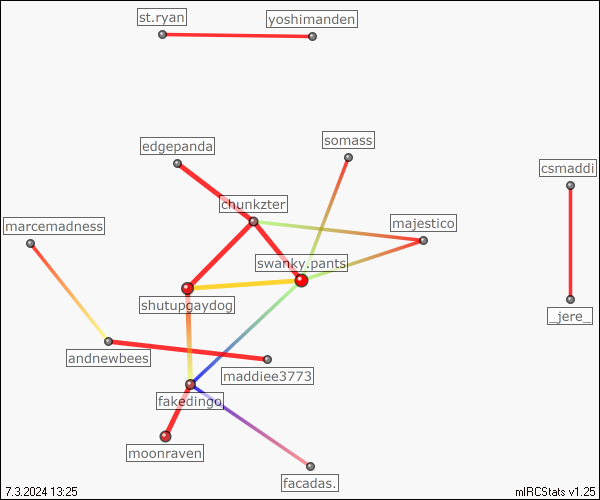 st.ryan
yoshimanden
edgepanda
somass
csmaddi
chunkzter
marcemadness
majestico
swanky.pants
shutupgaydog
_jere_
andnewbees
maddiee3773
fakedingo
moonraven
facadas.
7.3.2024 13:25
mIRCStats v1.25